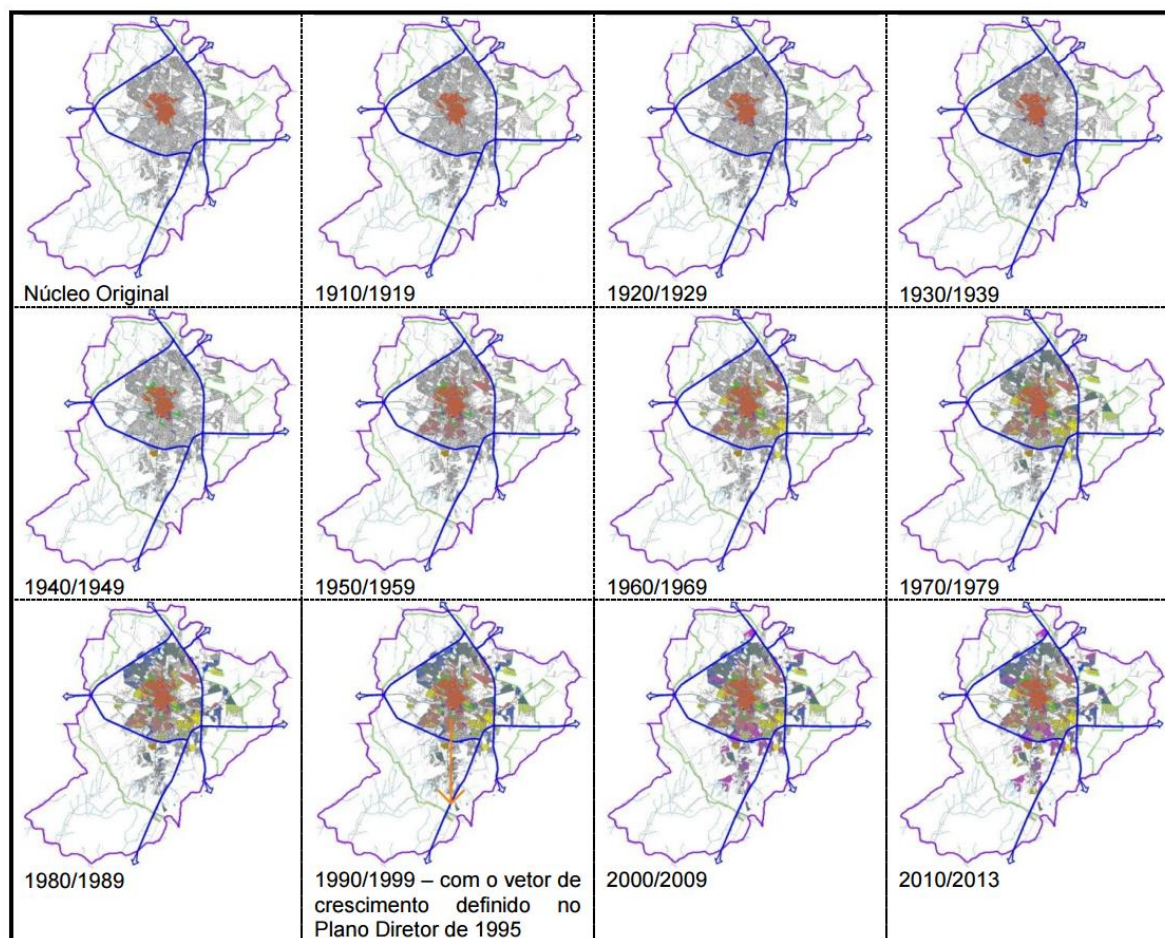 Núcleo Original
1910/1919
1920/1929
1930/1939
1940/1949
1950/1959
1960/1969
1970/1979
1980/1989
1990/1999 – com o vetor de
crescimento definido no
Plano Diretor de 1995
2000/2009
2010/2013